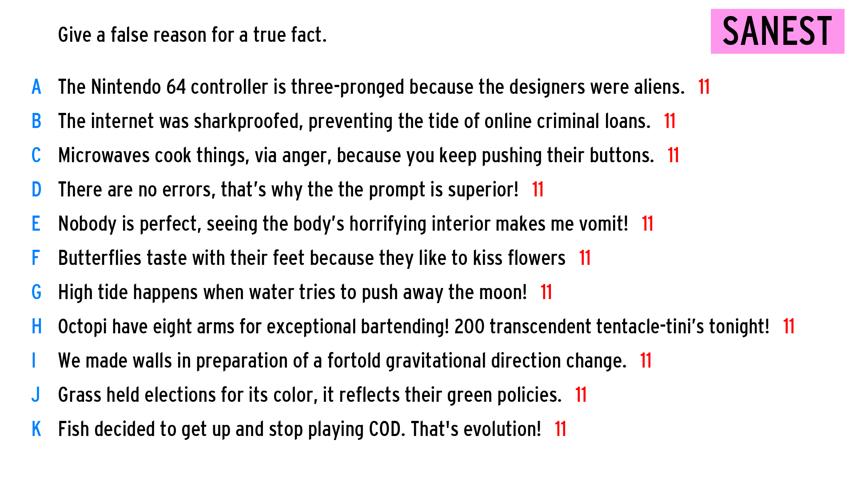 Give a false reason for a true fact.
SANEST
A The Nintendo 64 controller is three-pronged because the designers were aliens. 11
B The internet was sharkproofed, preventing the tide of online criminal loans. 11
C Microwaves cook things, via anger, because you keep pushing their buttons. 11
D There are no errors, that's why the the prompt is superior! 11
E Nobody is perfect, seeing the body's horrifying interior makes me vomit! 11
F Butterflies taste with their feet because they like to kiss flowers 11
G High tide happens when water tries to push away the moon! 11
H Octopi have eight arms for exceptional bartending! 200 transcendent tentacle-tini's tonight! 11
I We made walls in preparation of a fortold gravitational direction change. 11
J Grass held elections for its color, it reflects their green policies. 11
K Fish decided to get up and stop playing COD. That's evolution! 11